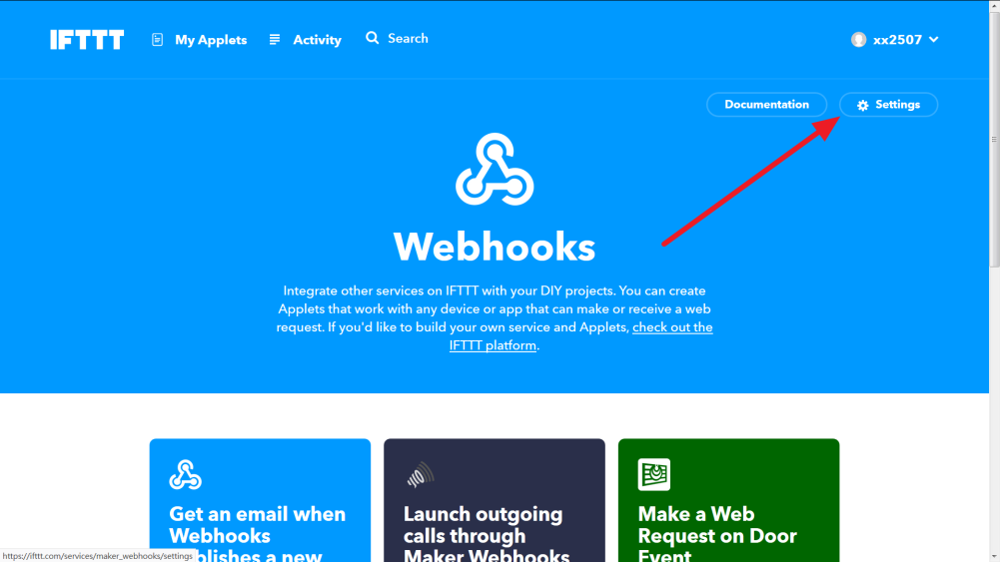 IFTTT My Applets Activity Search xx2507
Documentation Settings
Webhooks
Integrate other services on IFTTT with your DIY projects. You can create
Applets that work with any device or app that can make or receive a web
request. If you'd like to build your own service and Applets, check out the
IFTTT platform.
Get an email when
Webhooks
a new
Launch outgoing
calls through
Maker Webhooks
Make a Web
Request on Door
Event
https://ifttt.com/services/maker_webhooks/settings